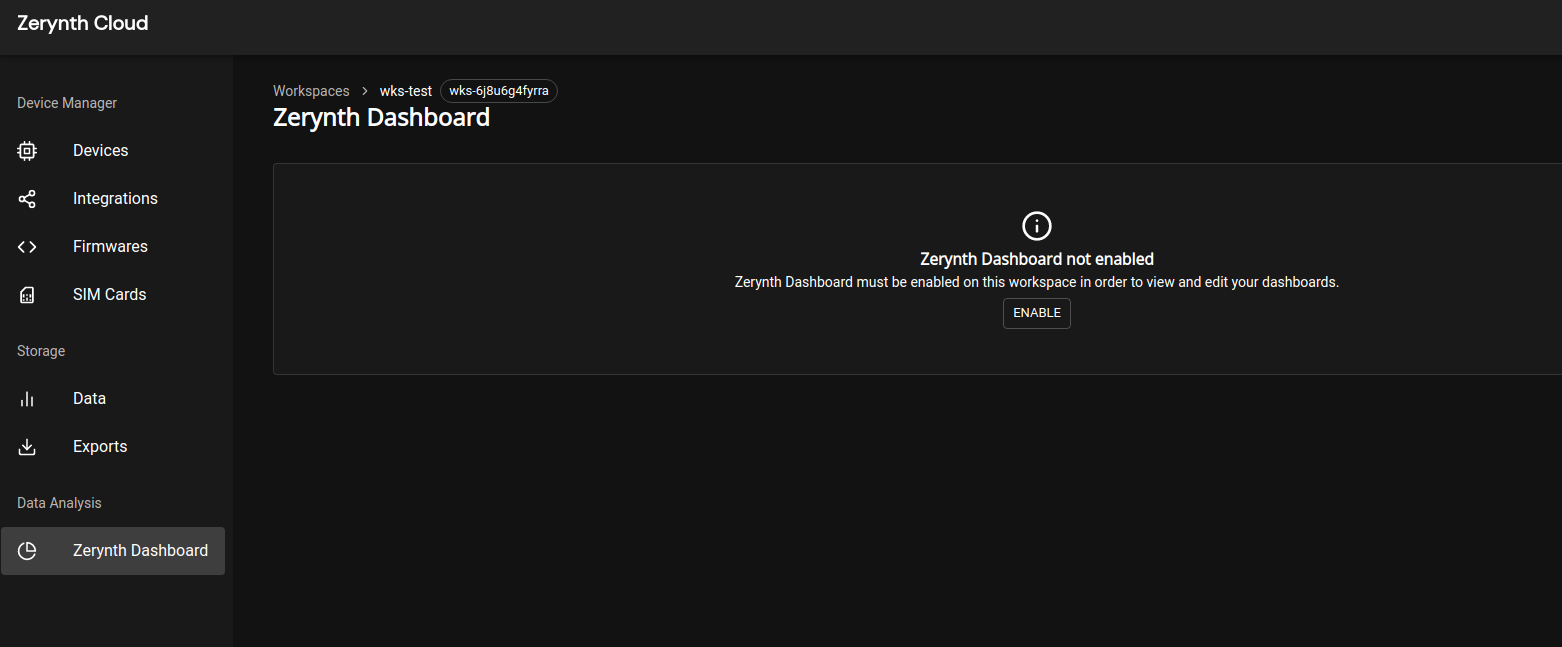 Zerynth Cloud
Device Manager
Devices
Integrations
Firmwares
SIM Cards
Storage
Data
Exports
Data Analysis
Zerynth Dashboard
Workspaces > wks-test wks-6j8u6g4fyrra
Zerynth Dashboard
Zerynth Dashboard not enabled
Zerynth Dashboard must be enabled on this workspace in order to view and edit your dashboards.
ENABLE